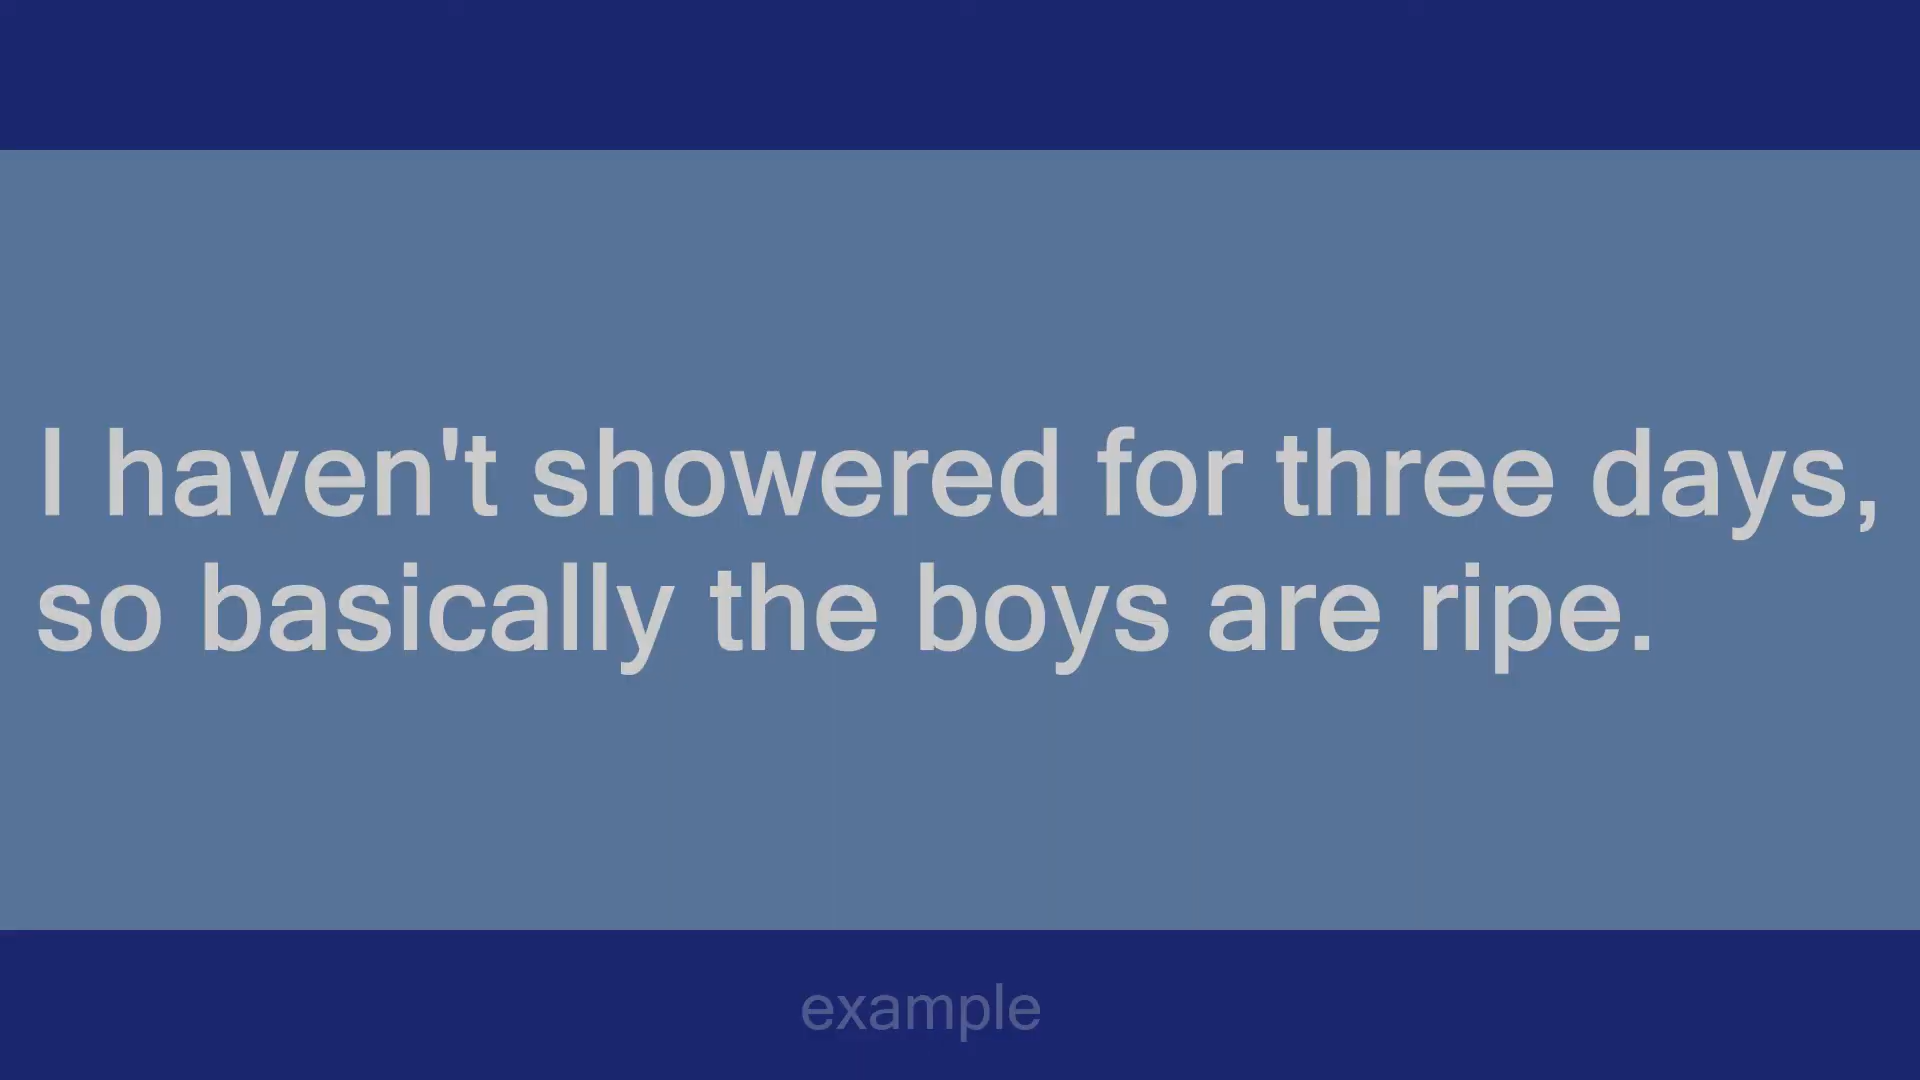 I haven't showered for three days,
so basically the boys are ripe.
example